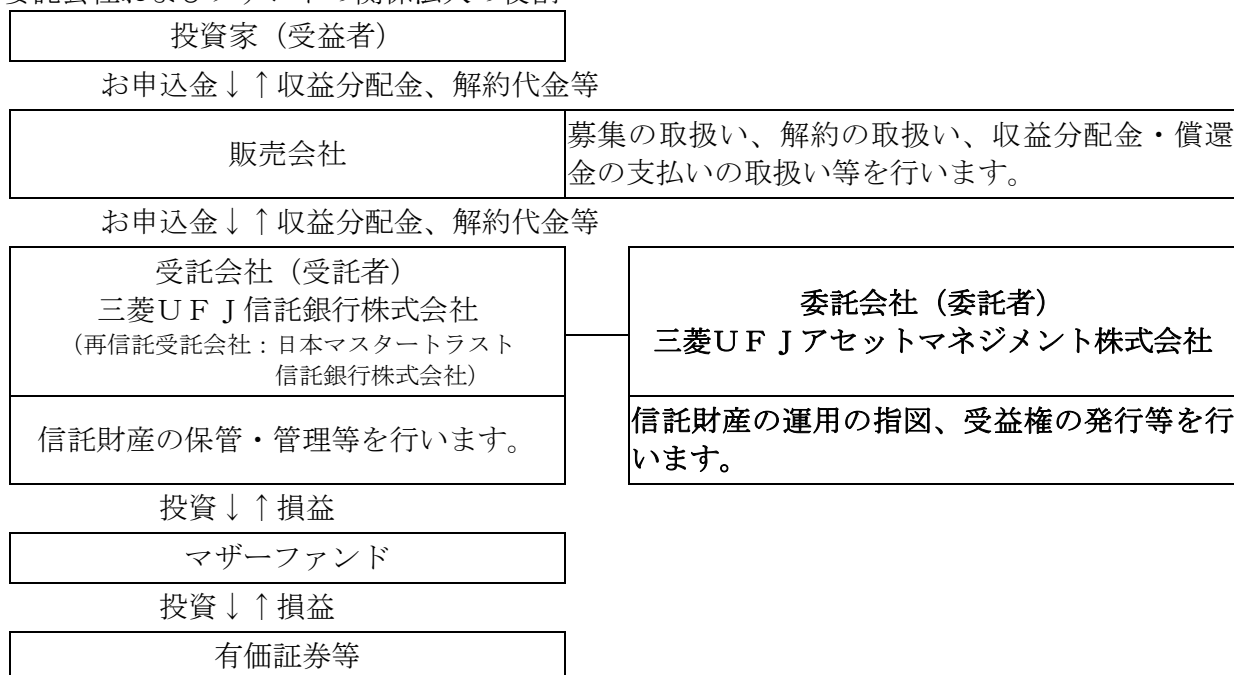 投資家（受益者）
お申込金↓↑収益分配金、解約代金等
販売会社
募集の取扱い、解約の取扱い、収益分配金・償還
金の支払いの取扱い等を行います。
お申込金↓↑収益分配金、解約代金等
受託会社（受託者）
三菱ＵＦＪ信託銀行株式会社
（再信託受託会社：日本マスタートラスト
信託銀行株式会社）
委託会社（委託者）
三菱ＵＦＪアセットマネジメント株式会社
信託財産の保管・管理等を行います。
信託財産の運用の指図、受益権の発行等を行
います。
投資↓↑損益
マザーファンド
投資↓↑損益
有価証券等